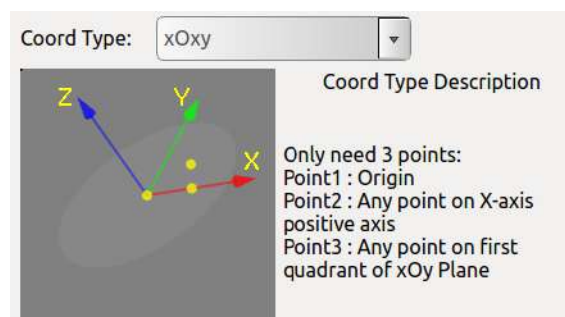 Coord Type: xOxy
Coord Type Description
Z
Y
X
Only need 3 points:
Point1 : Origin
Point2 : Any point on X-axis
positive axis
Point3 : Any point on first
quadrant of xOy Plane